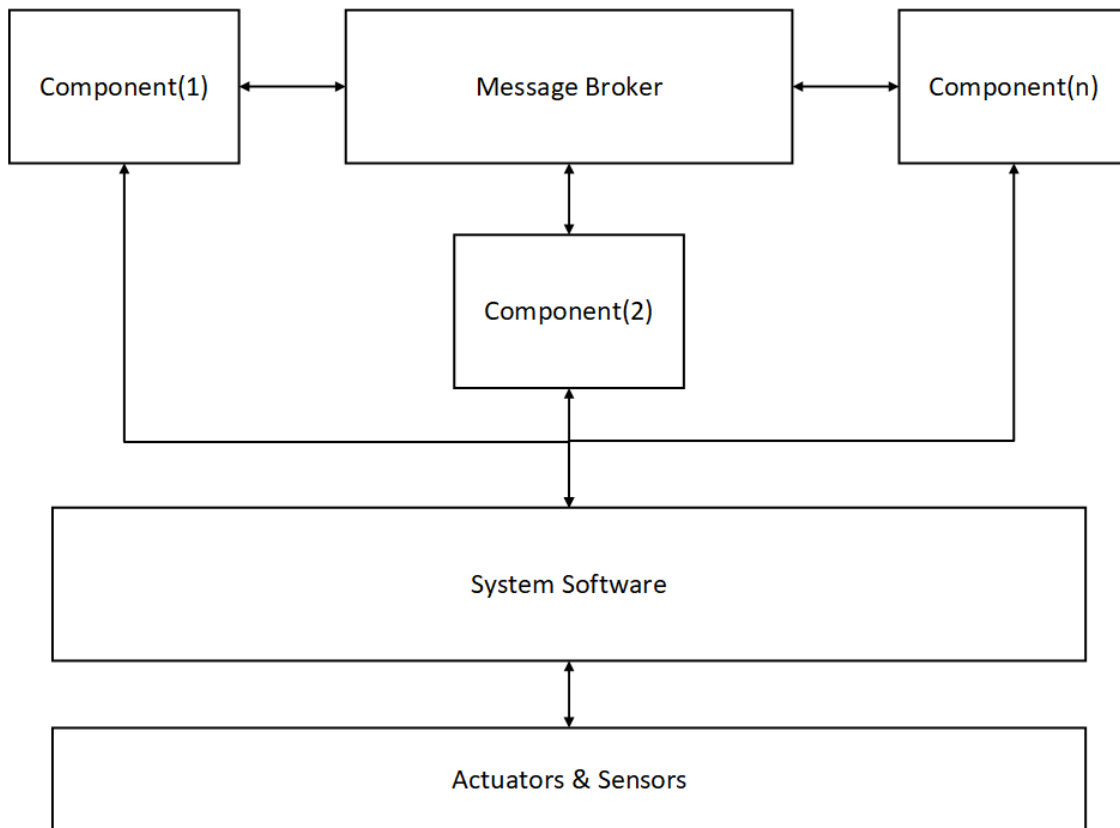 Component(1)
Message Broker
Component(n)
Component(2)
System Software
Actuators & Sensors